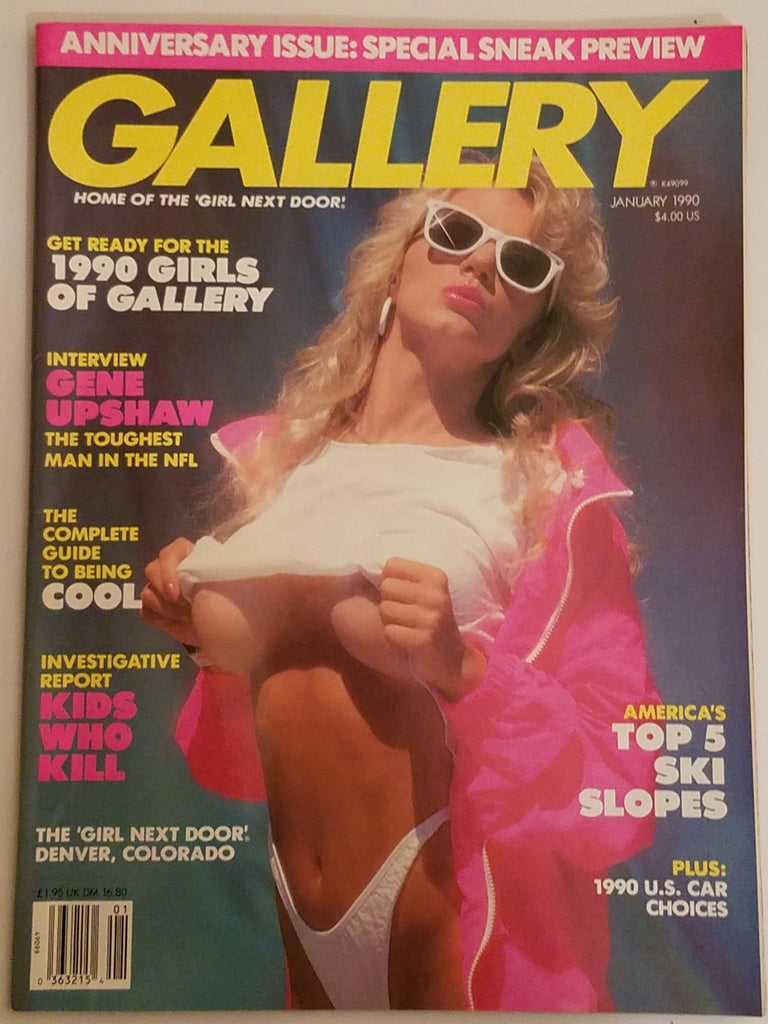 ANNIVERSARY ISSUE: SPECIAL SNEAK PREVIEW
GALLERY
HOME OF THE 'GIRL NEXT DOOR'.®
® K49099
JANUARY 1990
$4.00 US
GET READY FOR THE
1990 GIRLS
OF GALLERY
INTERVIEW
GENE
UPSHAW
THE TOUGHEST
MAN IN THE NFL
THE
COMPLETE
GUIDE
TO BEING
COOL
INVESTIGATIVE
REPORT
KIDS
WHO
KILL
THE 'GIRL NEXT DOOR'.®
DENVER, COLORADO
£1.95 UK DM 16.80
01
49099
0 363215 4
AMERICA'S
TOP 5
SKI
SLOPES
PLUS:
1990 U.S. CAR
CHOICES